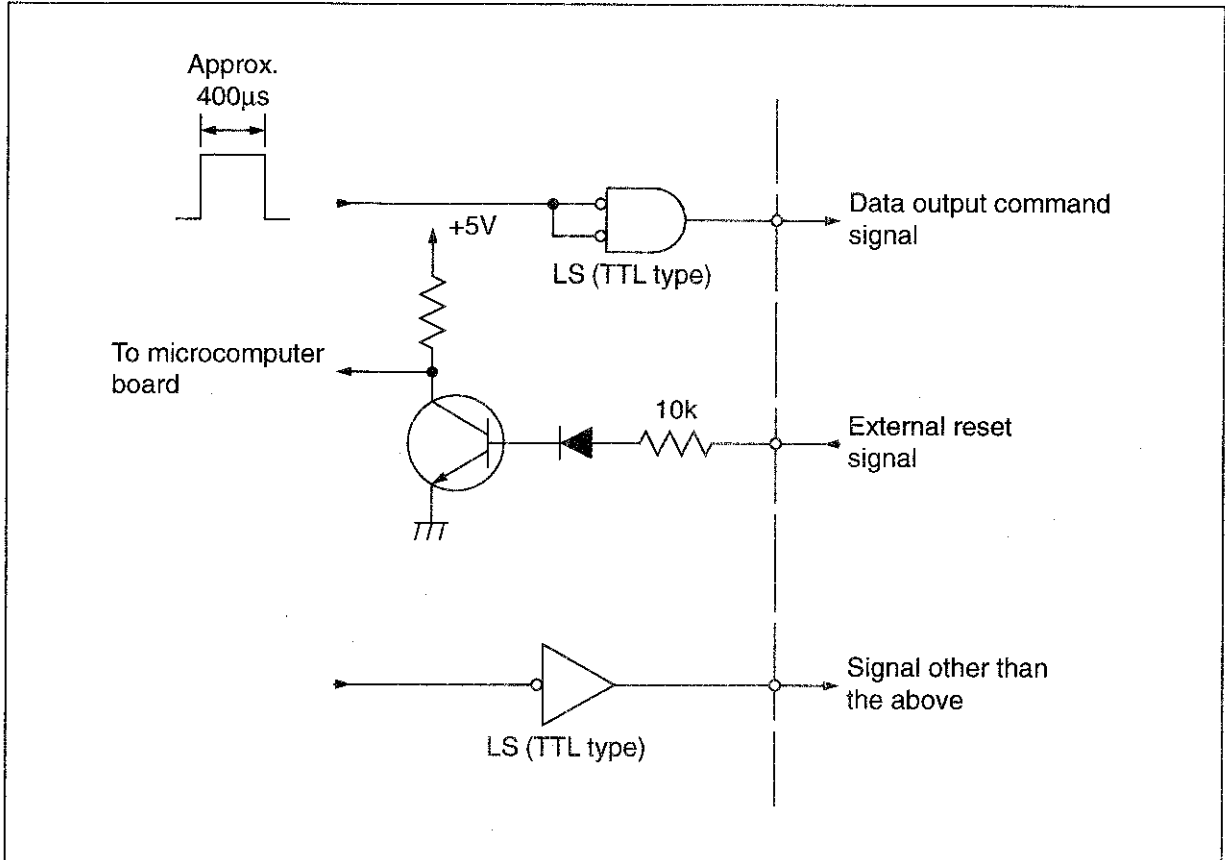 Approx.
400µs
+5V
LS (TTL type)
Data output command
signal
To microcomputer
board
10k
External reset
signal
LS (TTL type)
Signal other than
the above